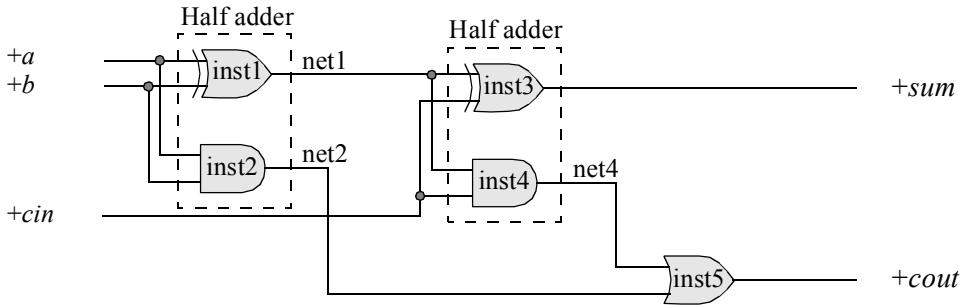 Half adder
Half adder
+a
+b
inst1
net1
inst3
+sum
inst2
net2
inst4
net4
+cin
inst5
+cout